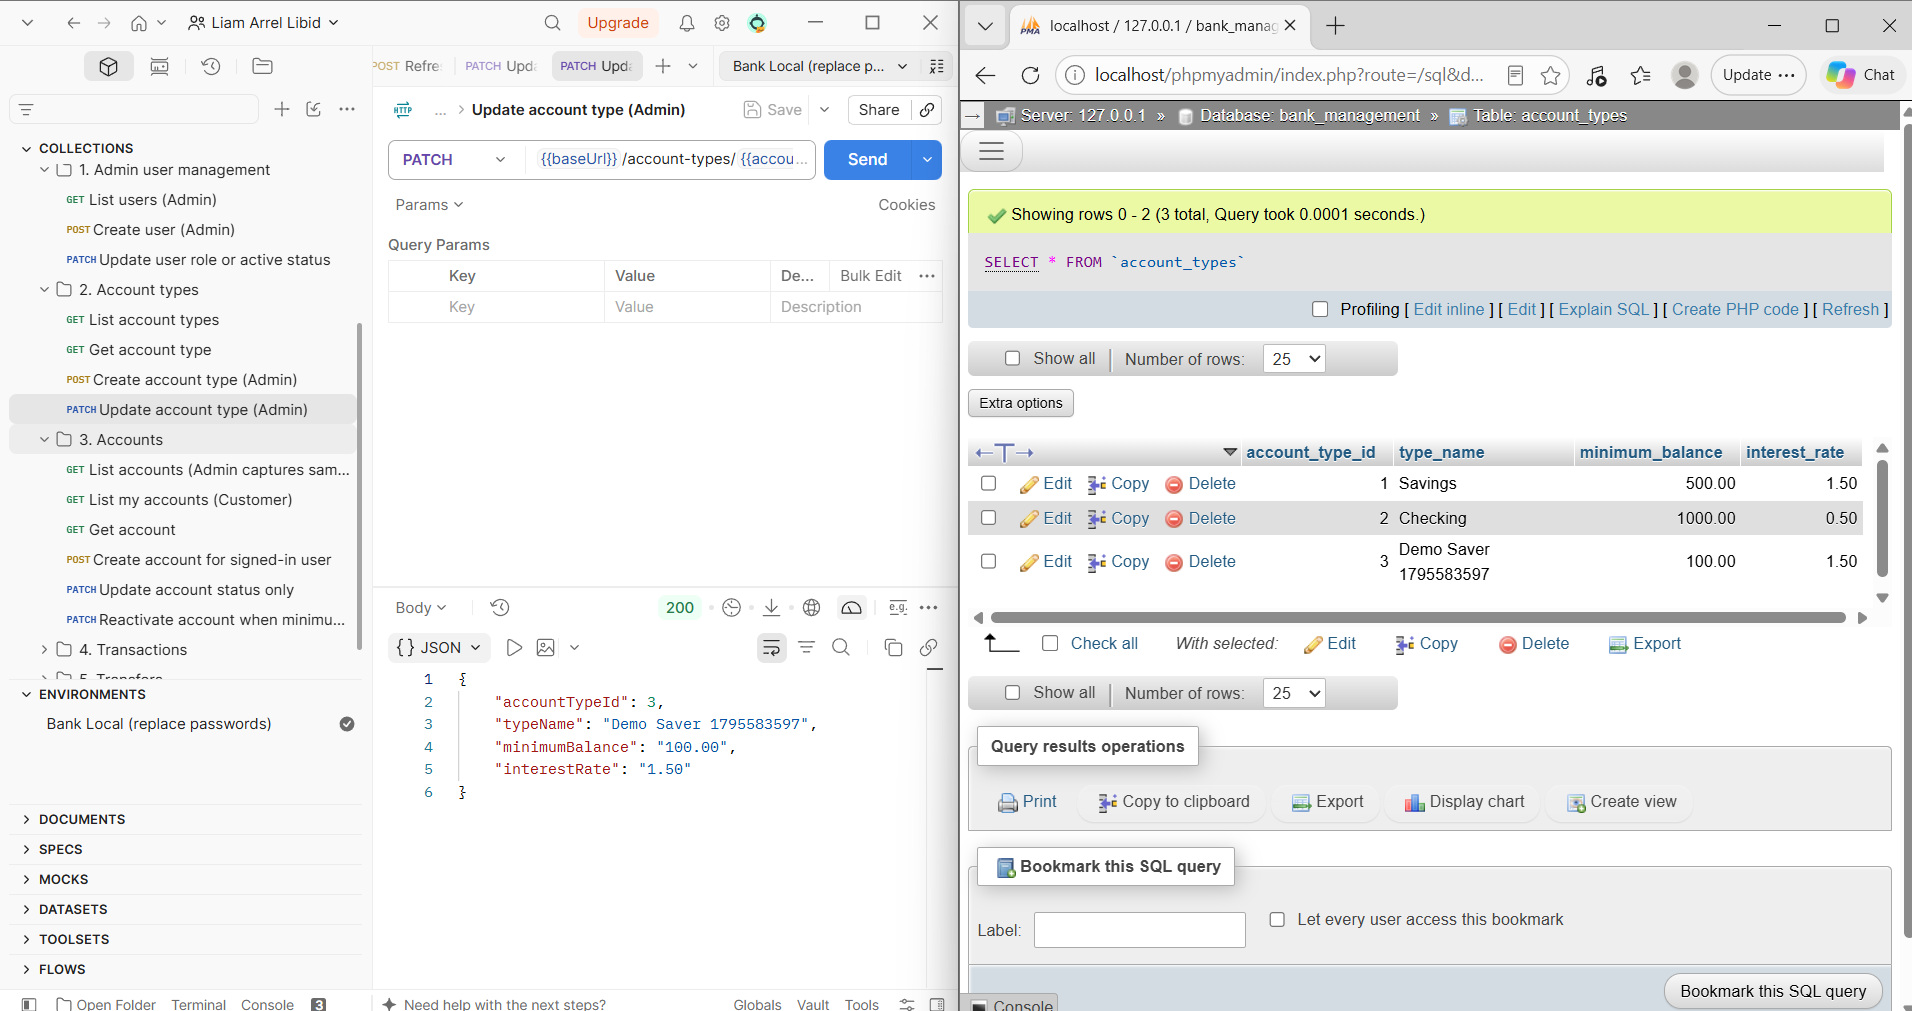 Liam Arrel Libid
Upgrade
COLLECTIONS
1. Admin user management
GET List users (Admin)
POST Create user (Admin)
PATCH Update user role or active status
2. Account types
GET List account types
GET Get account type
POST Create account type (Admin)
PATCH Update account type (Admin)
3. Accounts
GET List accounts (Admin captures sam...
GET List my accounts (Customer)
GET Get account
POST Create account for signed-in user
PATCH Update account status only
PATCH Reactivate account when minimu...
4. Transactions
5. Transfers
ENVIRONMENTS
Bank Local (replace passwords)
DOCUMENTS
SPECS
MOCKS
DATASETS
TOOLSETS
FLOWS
Open Folder Terminal Console 3
POST Refre
PATCH Upda
PATCH Upda
Bank Local (replace p...
HTTP ... > Update account type (Admin)
Save
Share
PATCH
{{baseUrl}} /account-types/ {{accou...
Send
Params
Cookies
Query Params
Key Value De... Bulk Edit
Key Value Description
Body
200
e.g.
{} JSON
1 {
2 "accountTypeId": 3,
3 "typeName": "Demo Saver 1795583597",
4 "minimumBalance": "100.00",
5 "interestRate": "1.50"
6 }
Need help with the next steps?
Globals Vault Tools
PMA
localhost / 127.0.0.1 / bank_manag
localhost/phpmyadmin/index.php?route=/sql&d...
Update
Chat
Server: 127.0.0.1 » Database: bank_management » Table: account_types
Showing rows 0 - 2 (3 total, Query took 0.0001 seconds.)
SELECT * FROM `account_types`
Profiling [ Edit inline ] [ Edit ] [ Explain SQL ] [ Create PHP code ] [ Refresh ]
Show all Number of rows: 25
Extra options
←T→ account_type_id type_name minimum_balance interest_rate
Edit Copy Delete 1 Savings 500.00 1.50
Edit Copy Delete 2 Checking 1000.00 0.50
Edit Copy Delete 3 Demo Saver 1795583597 100.00 1.50
Check all With selected: Edit Copy Delete Export
Show all Number of rows: 25
Query results operations
Print Copy to clipboard Export Display chart Create view
Bookmark this SQL query
Label:
Let every user access this bookmark
Bookmark this SQL query
Console